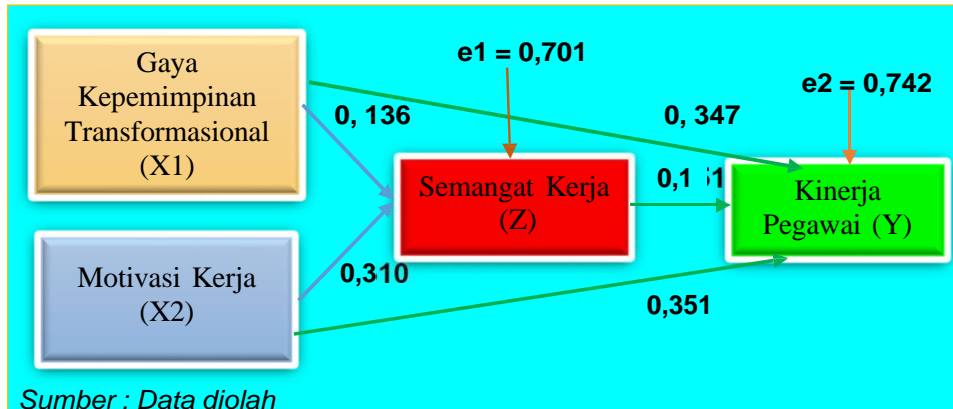 Gaya
Kepemimpinan
Transformasional
(X1)
e1 = 0,701
e2 = 0,742
0, 136
0, 347
Semangat Kerja
(Z)
Kinerja
Pegawai (Y)
Motivasi Kerja
(X2)
0,310
0,351
Sumber : Data diolah